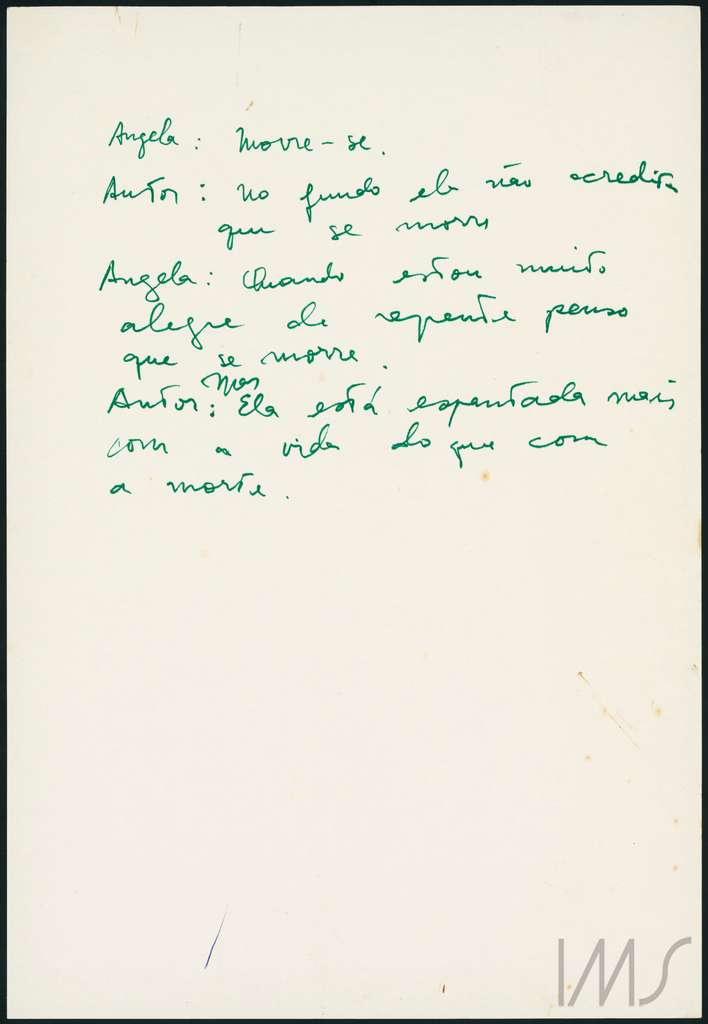 Angela: Morre-se.
Autor: No fundo ela não acredita
que se morre
Angela: Quando estou muito
alegre de repente penso
que se morre.
Mas
Autor: Ela está espantada mais
com a vida do que com
a morte.
IMS